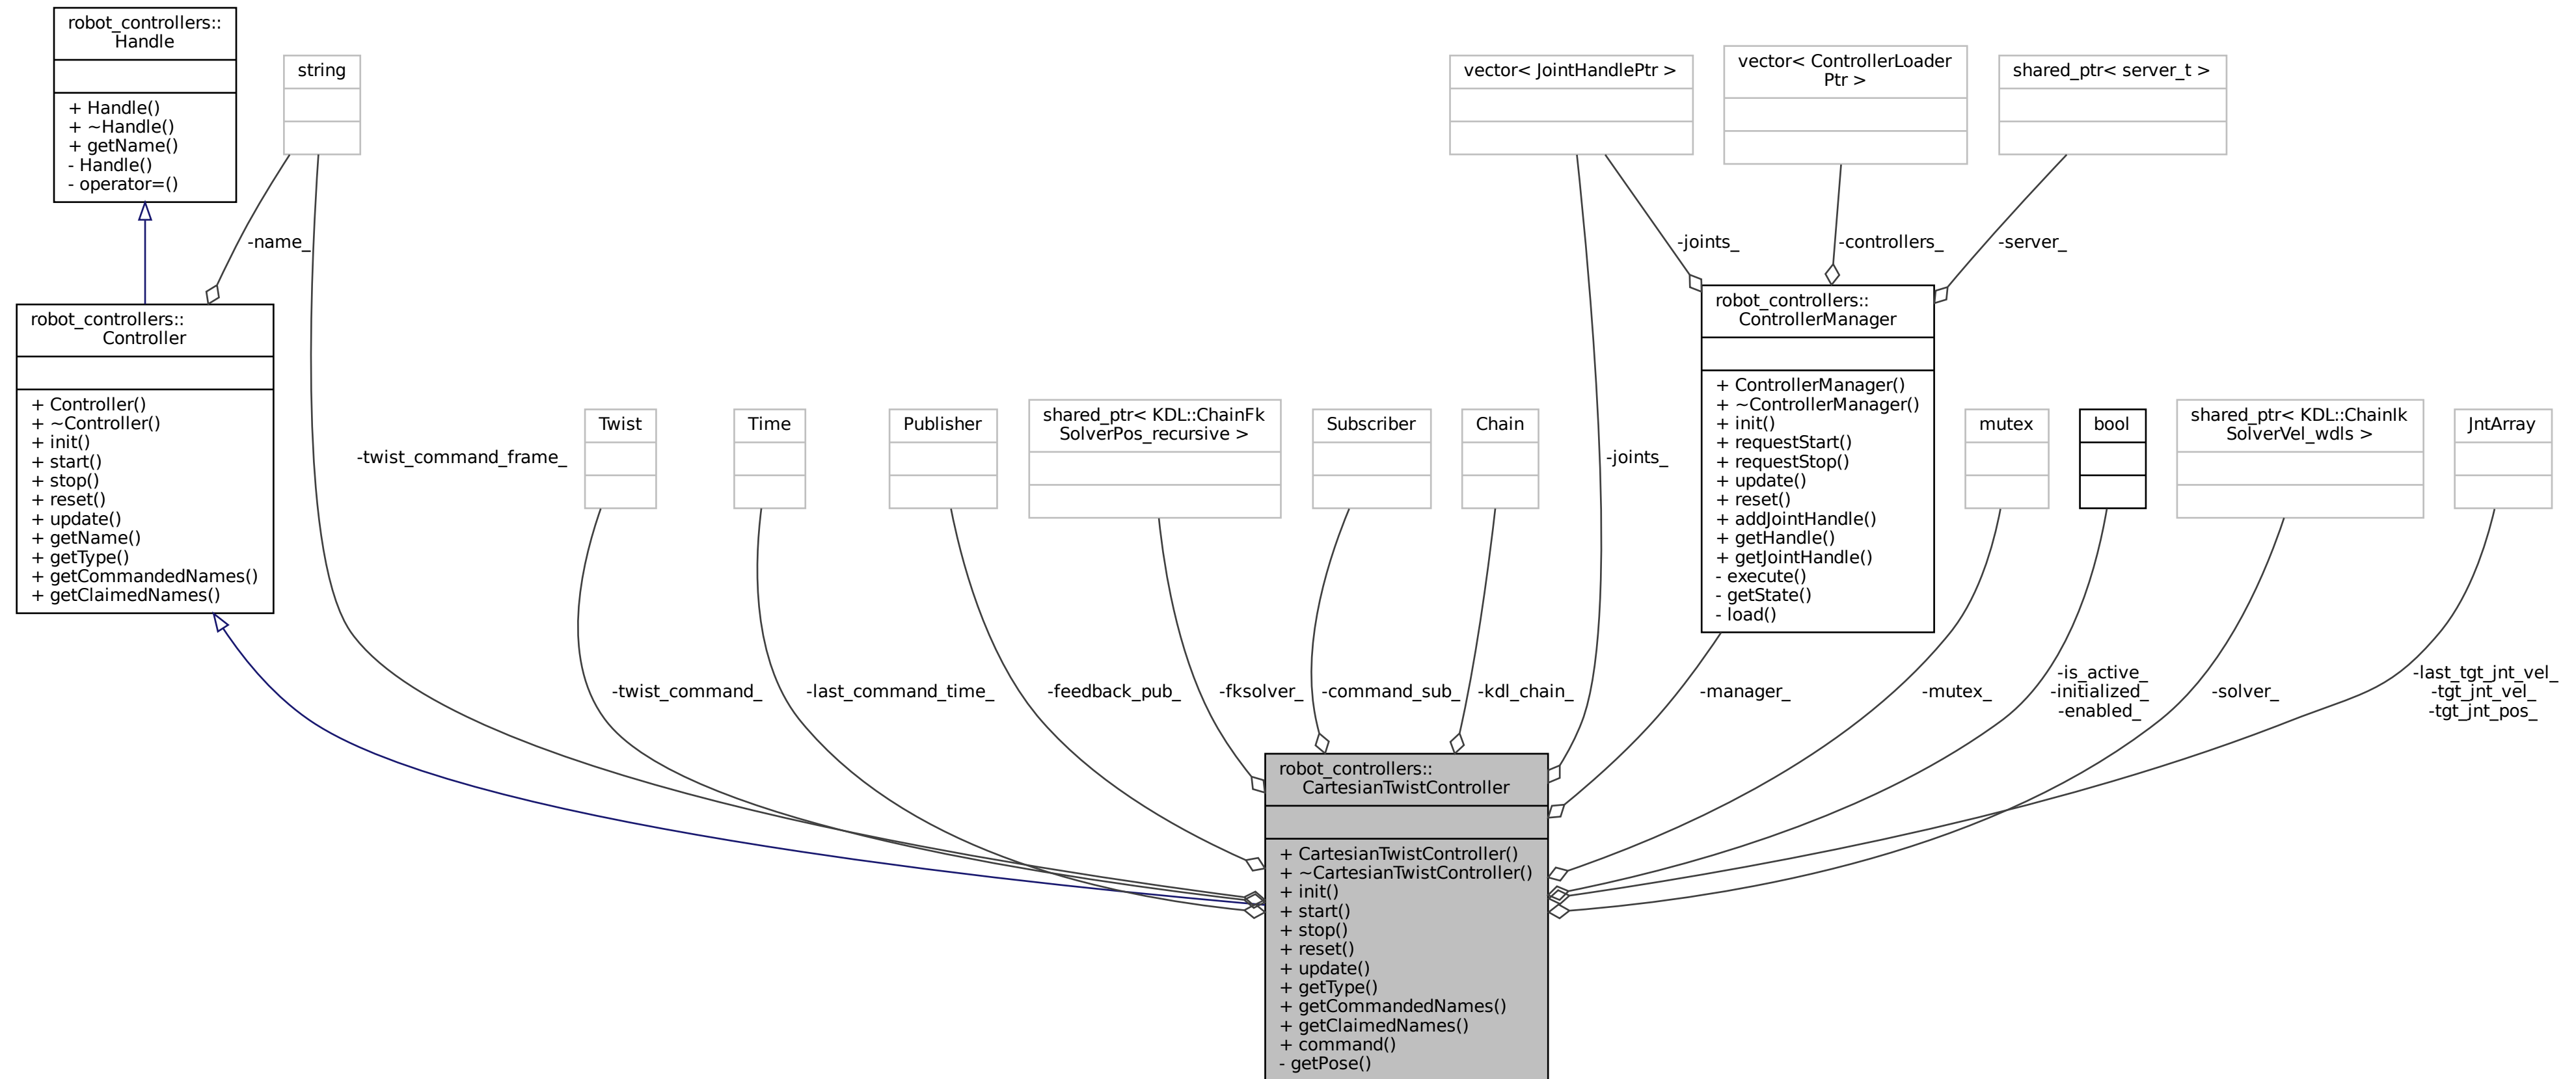 robot_controllers::
Handle
+ Handle()
+ ~Handle()
+ getName()
- Handle()
- operator=()
string
vector< JointHandlePtr >
vector< ControllerLoader
Ptr >
shared_ptr< server_t >
-name_
-joints_
-controllers_
-server_
robot_controllers::
Controller
+ Controller()
+ ~Controller()
+ init()
+ start()
+ stop()
+ reset()
+ update()
+ getName()
+ getType()
+ getCommandedNames()
+ getClaimedNames()
-twist_command_frame_
Twist
Time
Publisher
shared_ptr< KDL::ChainFk
SolverPos_recursive >
Subscriber
Chain
-joints_
robot_controllers::
ControllerManager
+ ControllerManager()
+ ~ControllerManager()
+ init()
+ requestStart()
+ requestStop()
+ update()
+ reset()
+ addJointHandle()
+ getHandle()
+ getJointHandle()
- execute()
- getState()
- load()
mutex
bool
shared_ptr< KDL::ChainIk
SolverVel_wdls >
JntArray
-twist_command_
-last_command_time_
-feedback_pub_
-fksolver_
-command_sub_
-kdl_chain_
-manager_
-mutex_
-is_active_
-initialized_
-enabled_
-solver_
-last_tgt_jnt_vel_
-tgt_jnt_vel_
-tgt_jnt_pos_
robot_controllers::
CartesianTwistController
+ CartesianTwistController()
+ ~CartesianTwistController()
+ init()
+ start()
+ stop()
+ reset()
+ update()
+ getType()
+ getCommandedNames()
+ getClaimedNames()
+ command()
- getPose()